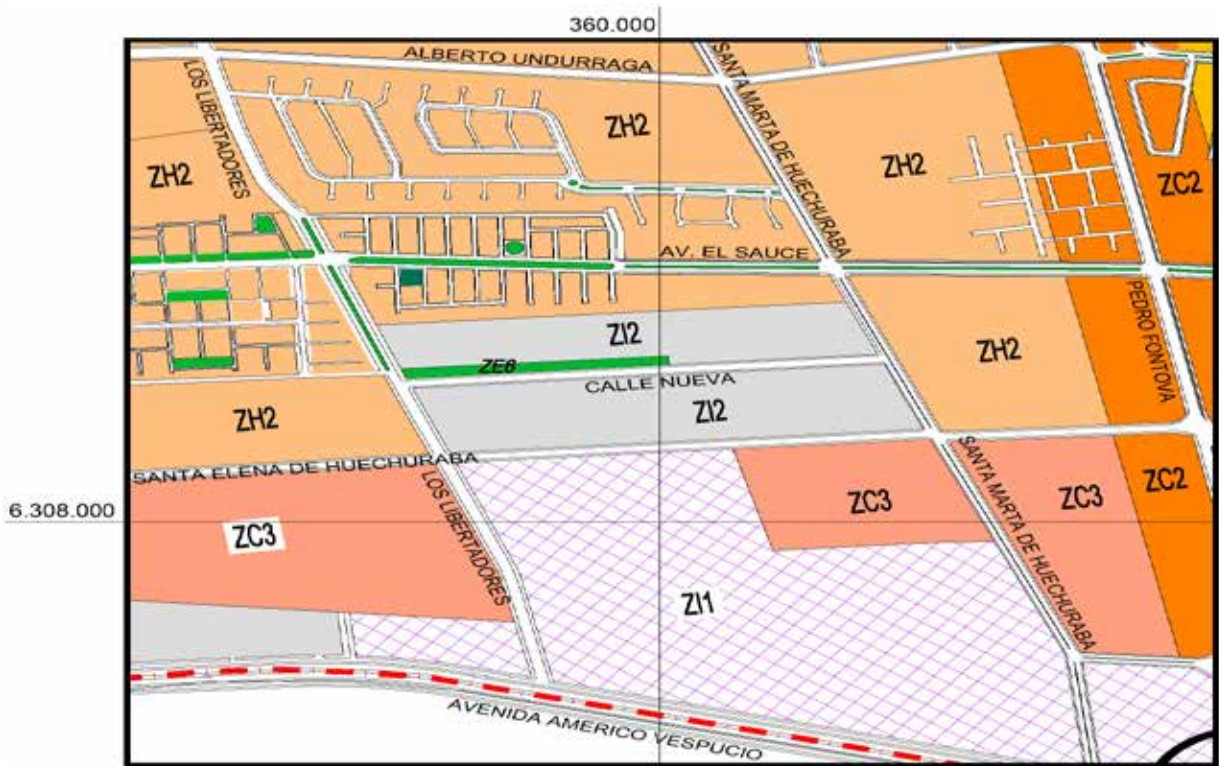 360.000
ALBERTO UNDURRAGA
SANTA MARTA DE HUECHURABA
LOS LIBERTADORES
ZH2
ZH2
ZH2
ZC2
AV. EL SAUCE
PEDRO FONTOVA
ZI2
ZH2
ZE6
CALLE NUEVA
ZI2
ZH2
SANTA ELENA DE HUECHURABA
LOS LIBERTADORES
SANTA MARTA DE HUECHURABA
ZC2
ZC3
ZC3
6.308.000
ZC3
ZI1
AVENIDA AMERICO VESPUCIO